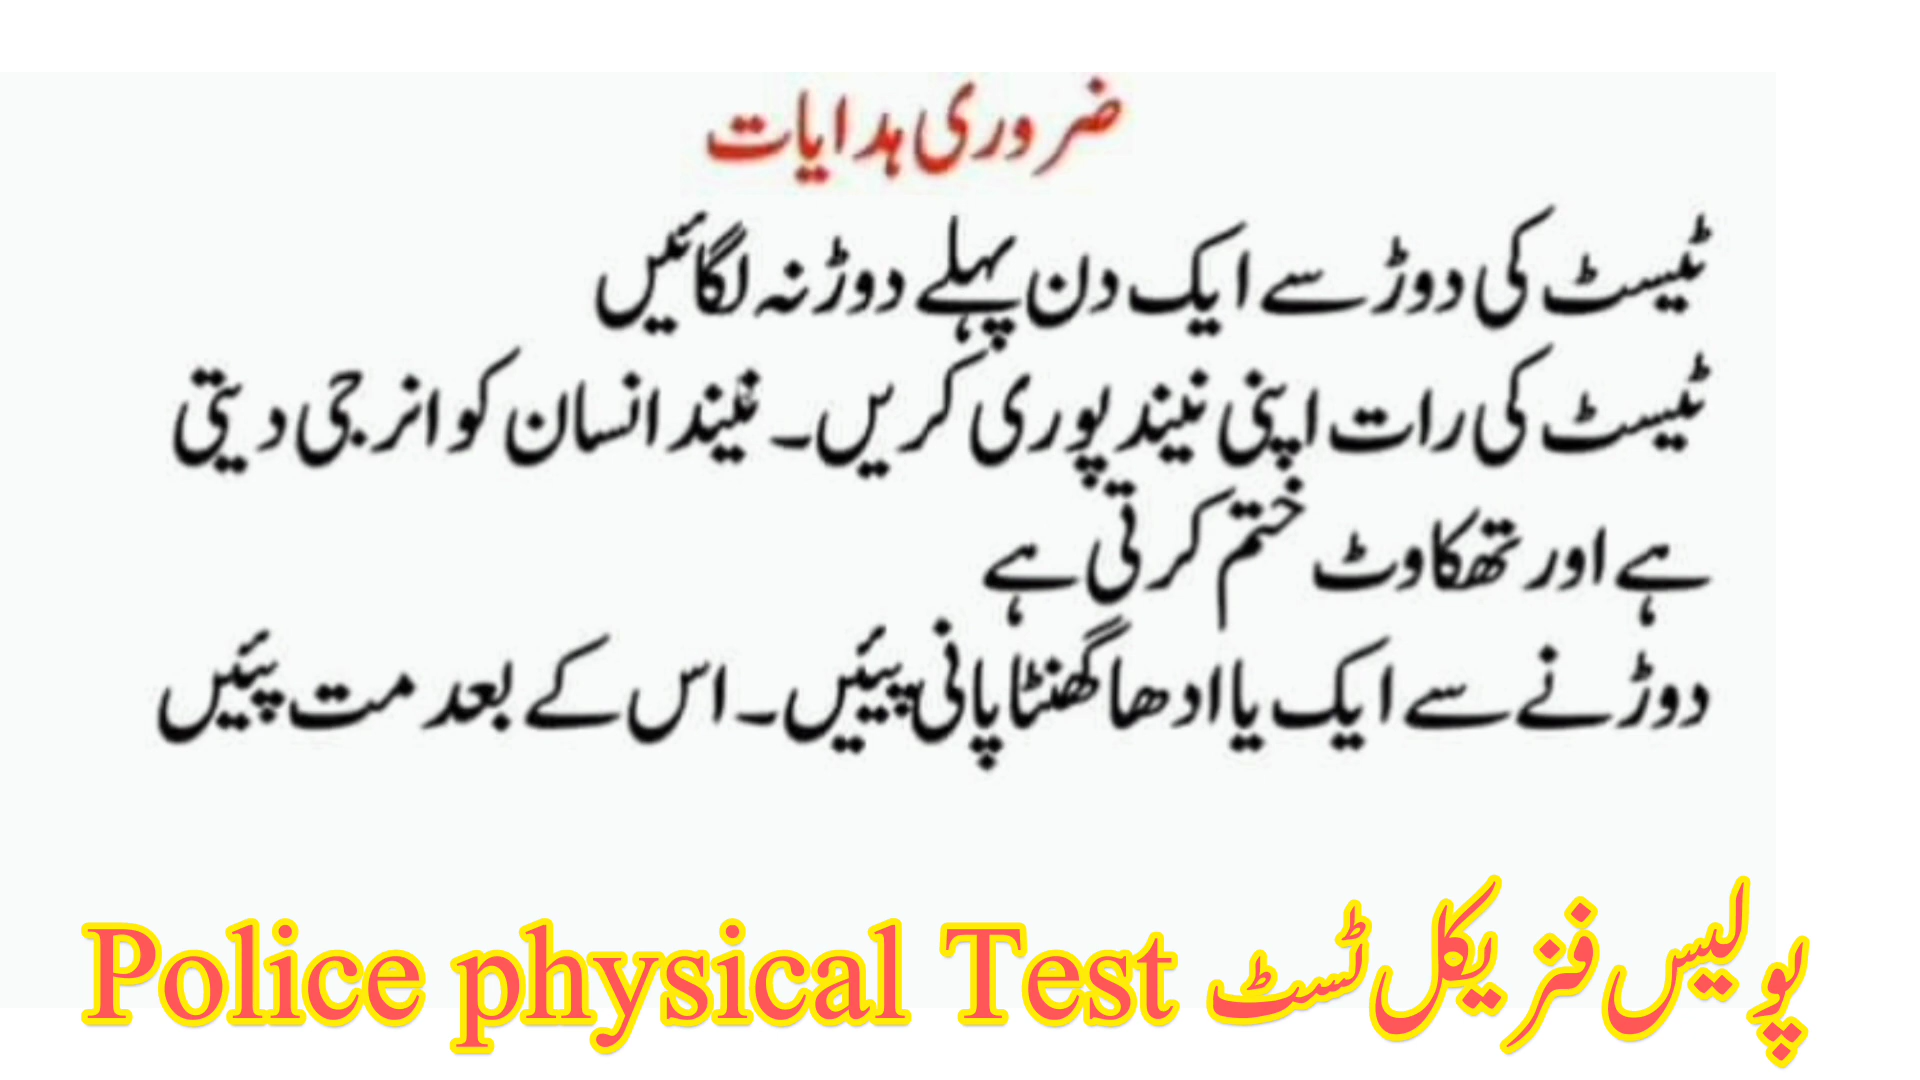 ضروری ہدایات
ٹیسٹ کی دوڑ سے ایک دن پہلے دوڑ نہ لگائیں
ٹیسٹ کی رات اپنی نیند پوری کریں۔ نیند انسان کو انرجی دیتی
ہے اور تھکاوٹ ختم کرتی ہے
دوڑنے سے ایک یا ادھا گھنٹا پانی پیئیں۔ اس کے بعد مت پئیں
پولیس فزیکل ٹسٹ Police physical Test